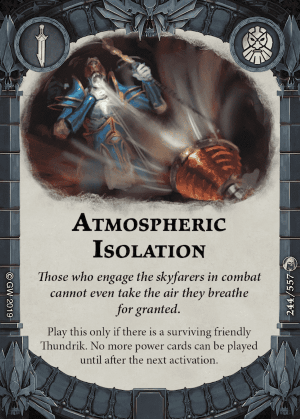 ATMOSPHERIC
ISOLATION
Those who engage the skyfarers in combat
cannot even take the air they breathe
for granted.
Play this only if there is a surviving friendly
Thundrik. No more power cards can be played
until after the next activation.
© GW 2019
244/557